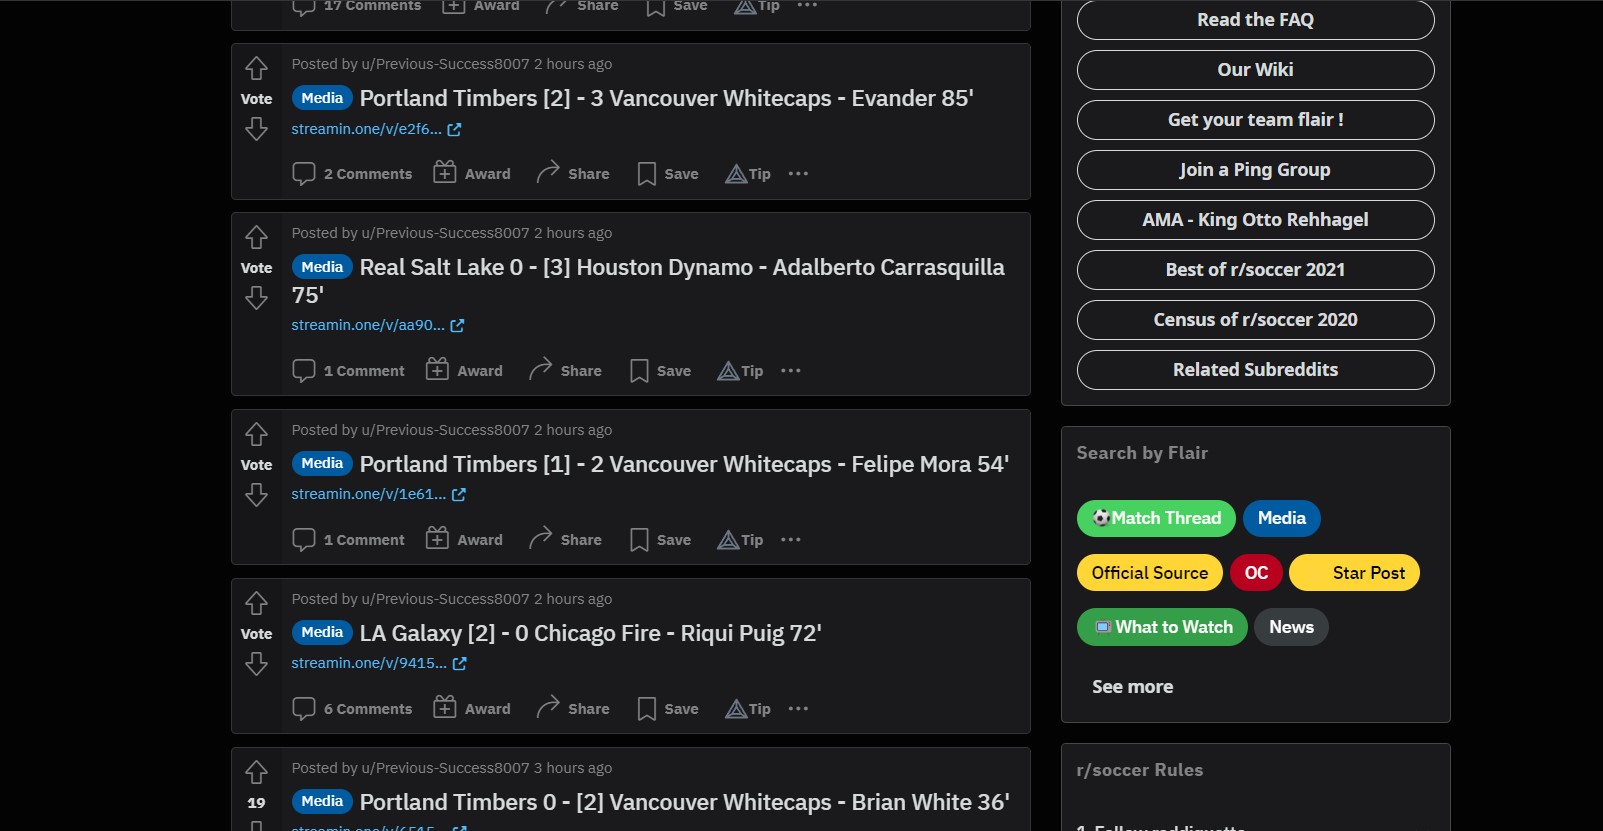 17 Comments Award Share Save Tip
Posted by u/Previous-Success8007 2 hours ago
Vote
Media Portland Timbers [2] - 3 Vancouver Whitecaps - Evander 85'
streamin.one/v/e2f6...
2 Comments Award Share Save Tip
Posted by u/Previous-Success8007 2 hours ago
Vote
Media Real Salt Lake 0 - [3] Houston Dynamo - Adalberto Carrasquilla
75'
streamin.one/v/aa90...
1 Comment Award Share Save Tip
Posted by u/Previous-Success8007 2 hours ago
Vote
Media Portland Timbers [1] - 2 Vancouver Whitecaps - Felipe Mora 54'
streamin.one/v/1e61...
1 Comment Award Share Save Tip
Posted by u/Previous-Success8007 2 hours ago
Vote
Media LA Galaxy [2] - 0 Chicago Fire - Riqui Puig 72'
streamin.one/v/9415...
6 Comments Award Share Save Tip
Posted by u/Previous-Success8007 3 hours ago
19
Media Portland Timbers 0 - [2] Vancouver Whitecaps - Brian White 36'
Read the FAQ
Our Wiki
Get your team flair !
Join a Ping Group
AMA - King Otto Rehhagel
Best of r/soccer 2021
Census of r/soccer 2020
Related Subreddits
Search by Flair
Match Thread Media
Official Source OC Star Post
What to Watch News
See more
r/soccer Rules
1. Follow reddiquette